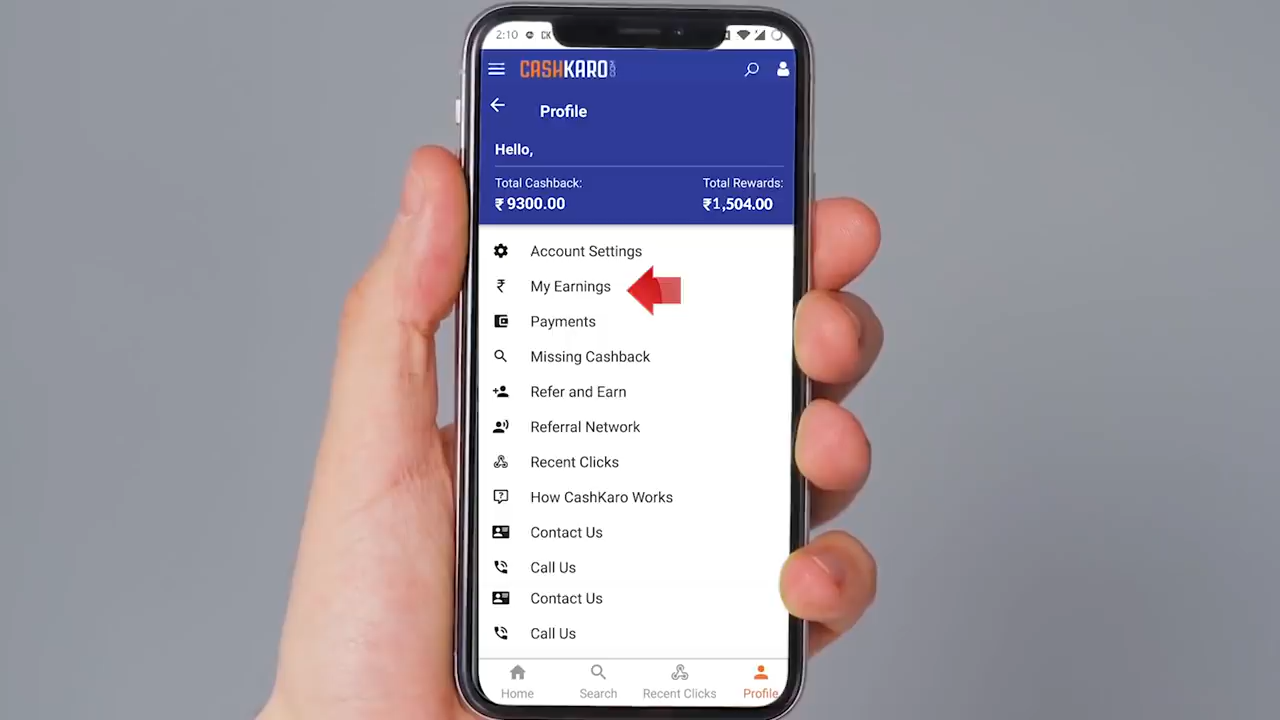 2:10
CASHKARO.COM
Profile
Hello,
Total Cashback: Total Rewards:
₹ 9300.00 ₹1,504.00
Account Settings
₹ My Earnings
Payments
Missing Cashback
Refer and Earn
Referral Network
Recent Clicks
How CashKaro Works
Contact Us
Call Us
Contact Us
Call Us
Home Search Recent Clicks Profile